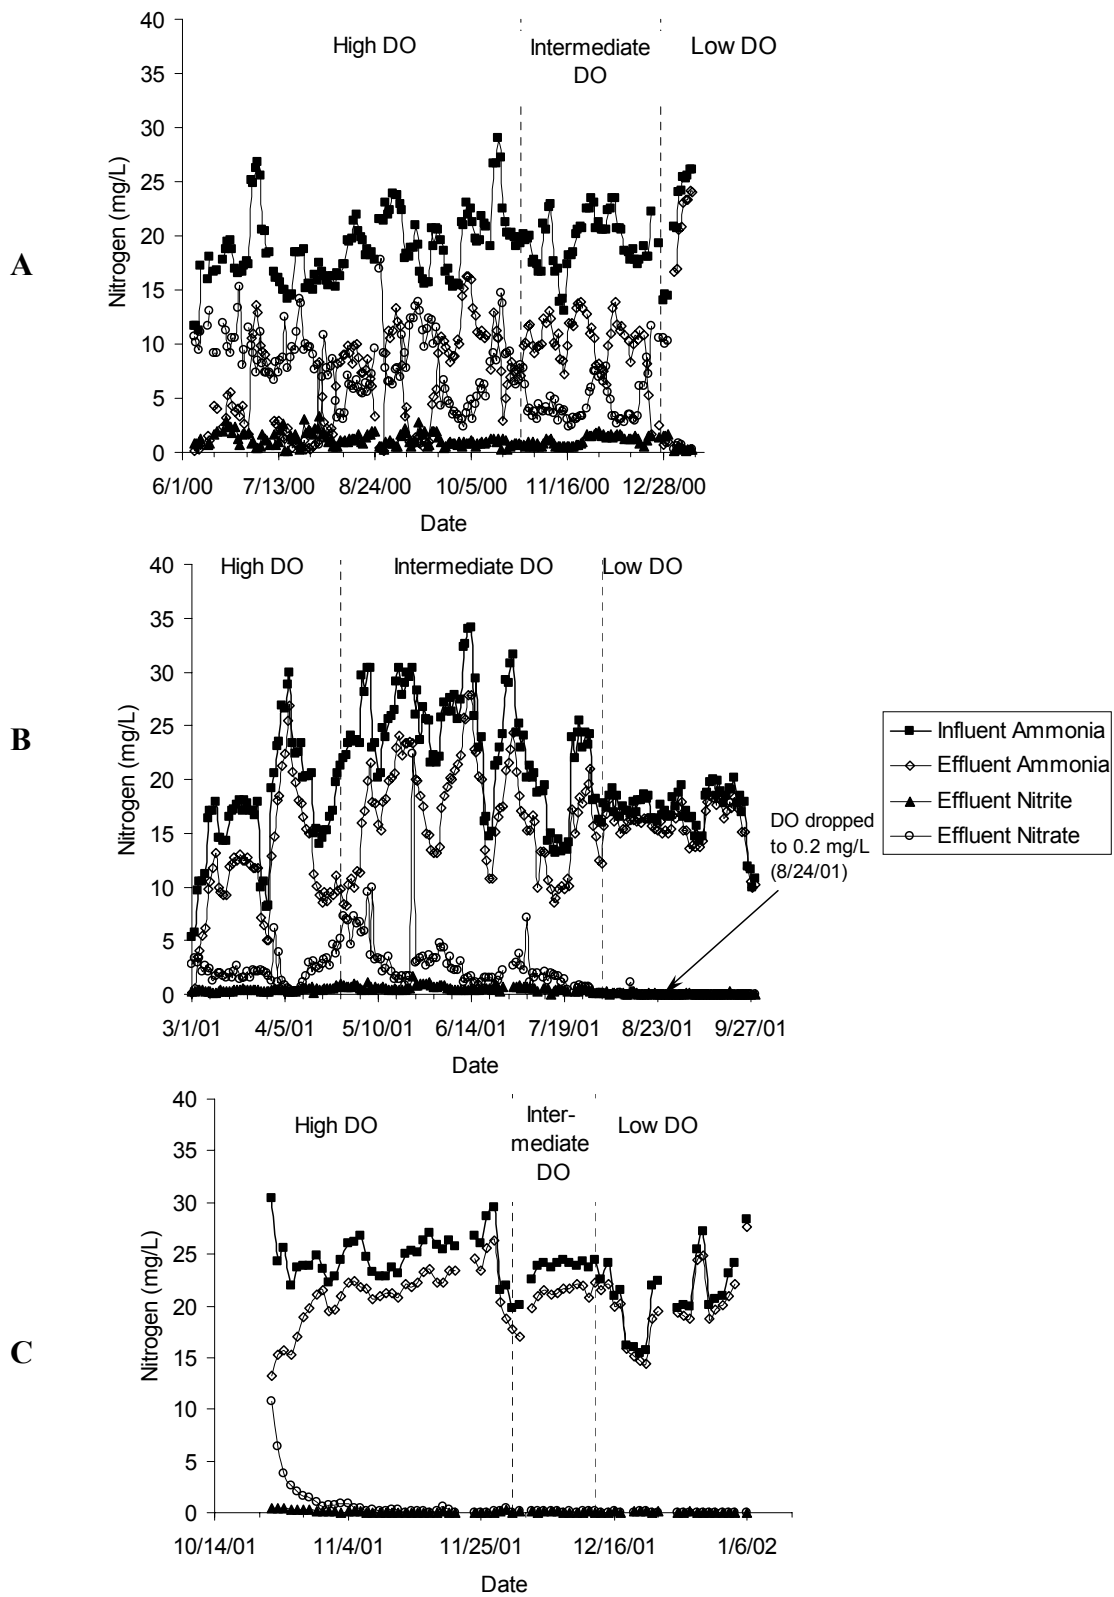 A
Nitrogen (mg/L)
40
35
30
25
20
15
10
5
0
High DO
Intermediate
DO
Low DO
6/1/00 7/13/00 8/24/00 10/5/00 11/16/00 12/28/00
Date
B
Nitrogen (mg/L)
40
35
30
25
20
15
10
5
0
High DO
Intermediate DO
Low DO
DO dropped
to 0.2 mg/L
(8/24/01)
3/1/01 4/5/01 5/10/01 6/14/01 7/19/01 8/23/01 9/27/01
Date
Influent Ammonia
Effluent Ammonia
Effluent Nitrite
Effluent Nitrate
C
Nitrogen (mg/L)
40
35
30
25
20
15
10
5
0
High DO
Inter-
mediate
DO
Low DO
10/14/01 11/4/01 11/25/01 12/16/01 1/6/02
Date